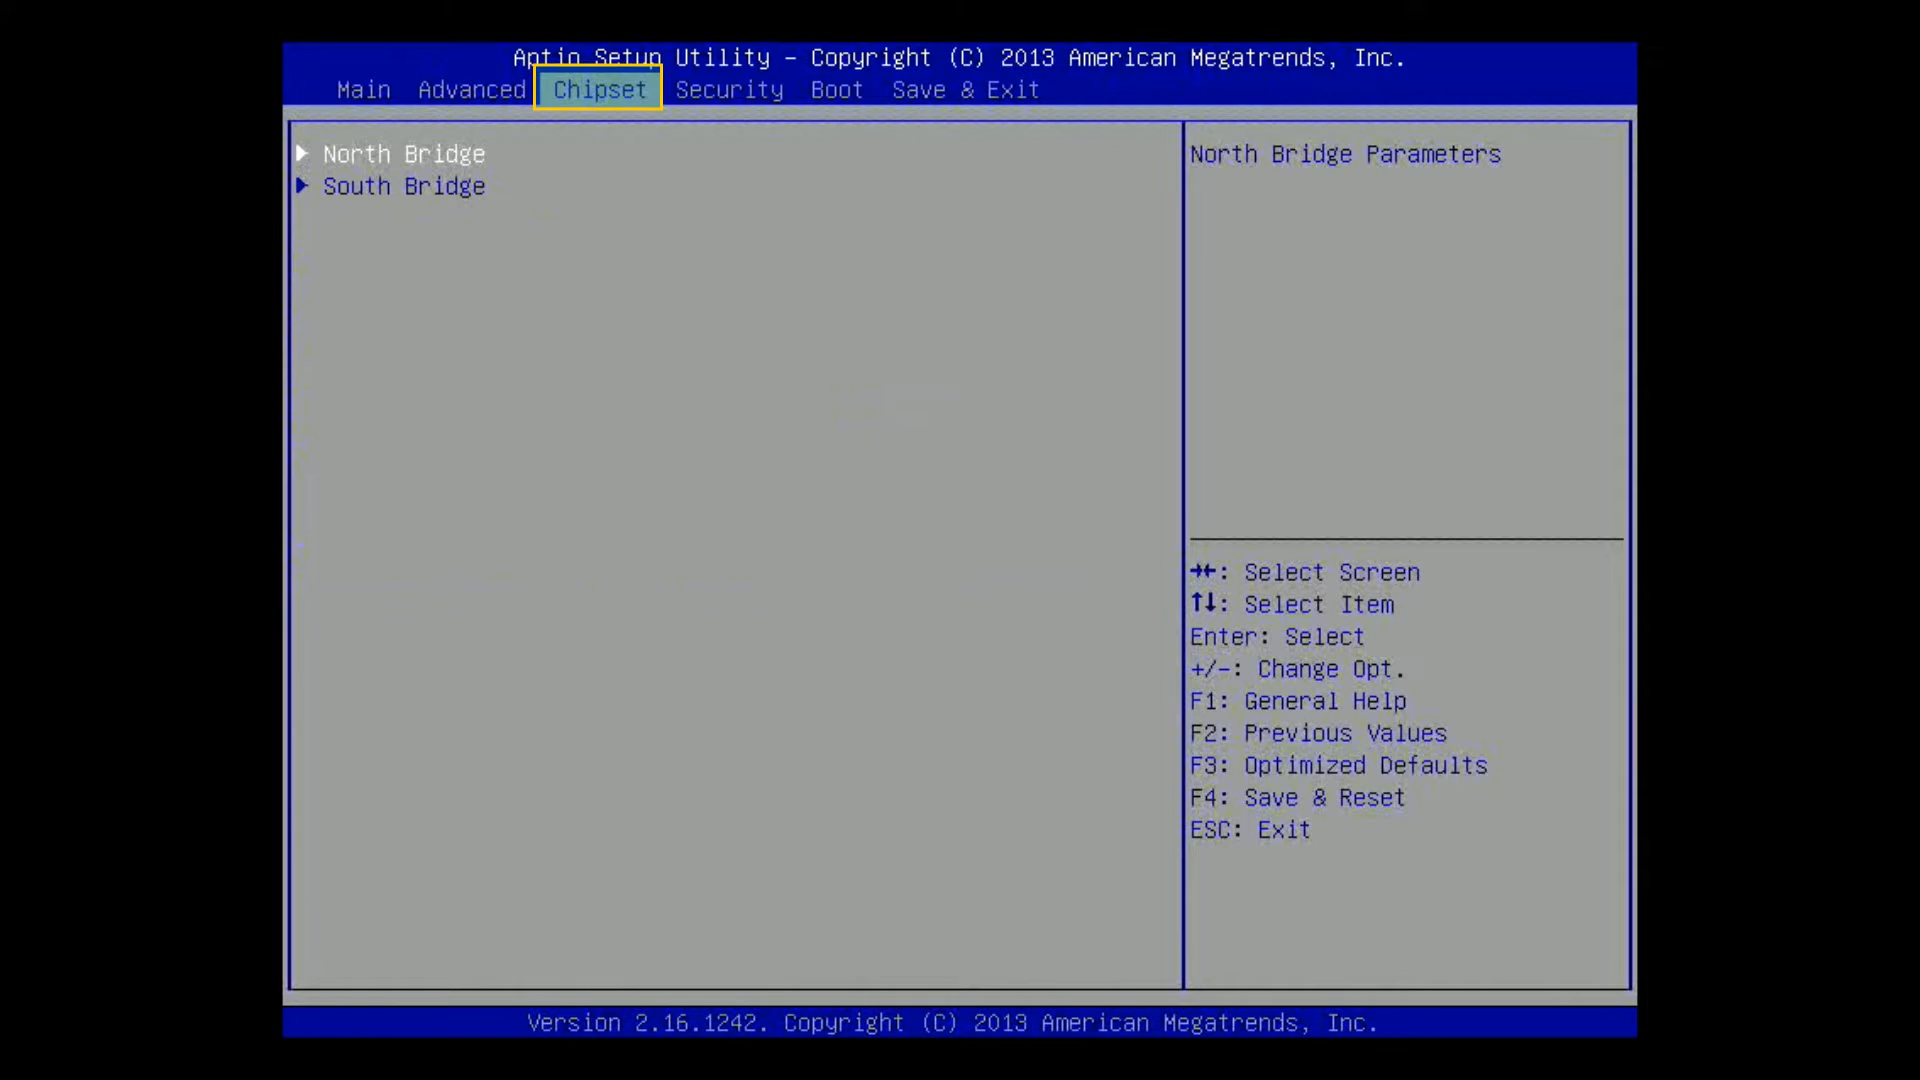 Aptio Setup Utility – Copyright (C) 2013 American Megatrends, Inc.
Main Advanced Chipset Security Boot Save & Exit
North Bridge
South Bridge
North Bridge Parameters
→←: Select Screen
↑↓: Select Item
Enter: Select
+/-: Change Opt.
F1: General Help
F2: Previous Values
F3: Optimized Defaults
F4: Save & Reset
ESC: Exit
Version 2.16.1242. Copyright (C) 2013 American Megatrends, Inc.